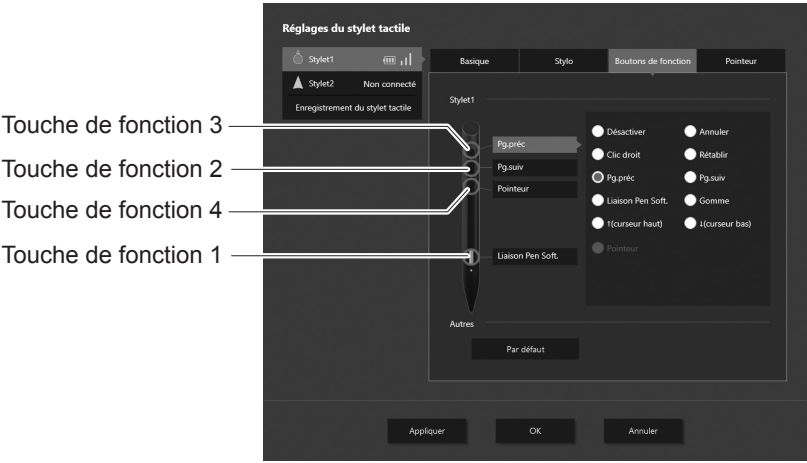 Réglages du stylet tactile
Stylet1
Stylet2 Non connecté
Enregistrement du stylet tactile
Basique Stylo Boutons de fonction Pointeur
Stylet1
Touche de fonction 3
Touche de fonction 2
Touche de fonction 4
Touche de fonction 1
Pg.préc
Pg.suiv
Pointeur
Liaison Pen Soft.
Désactiver Annuler
Clic droit Rétablir
Pg.préc Pg.suiv
Liaison Pen Soft. Gomme
↑(curseur haut) ↓(curseur bas)
Pointeur
Autres
Par défaut
Appliquer OK Annuler